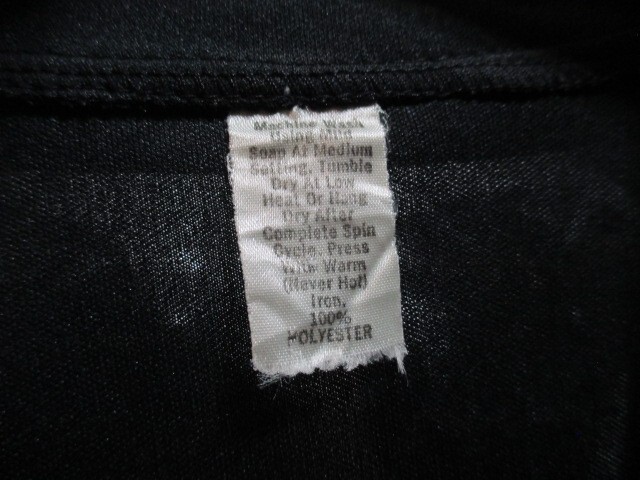 Machine Wash
Using Mild
Soap At Medium
Setting. Tumble
Dry At Low
Heat Or Hang
Dry After
Complete Spin
Cycle. Press
With Warm
(Never Hot)
Iron.
100%
POLYESTER